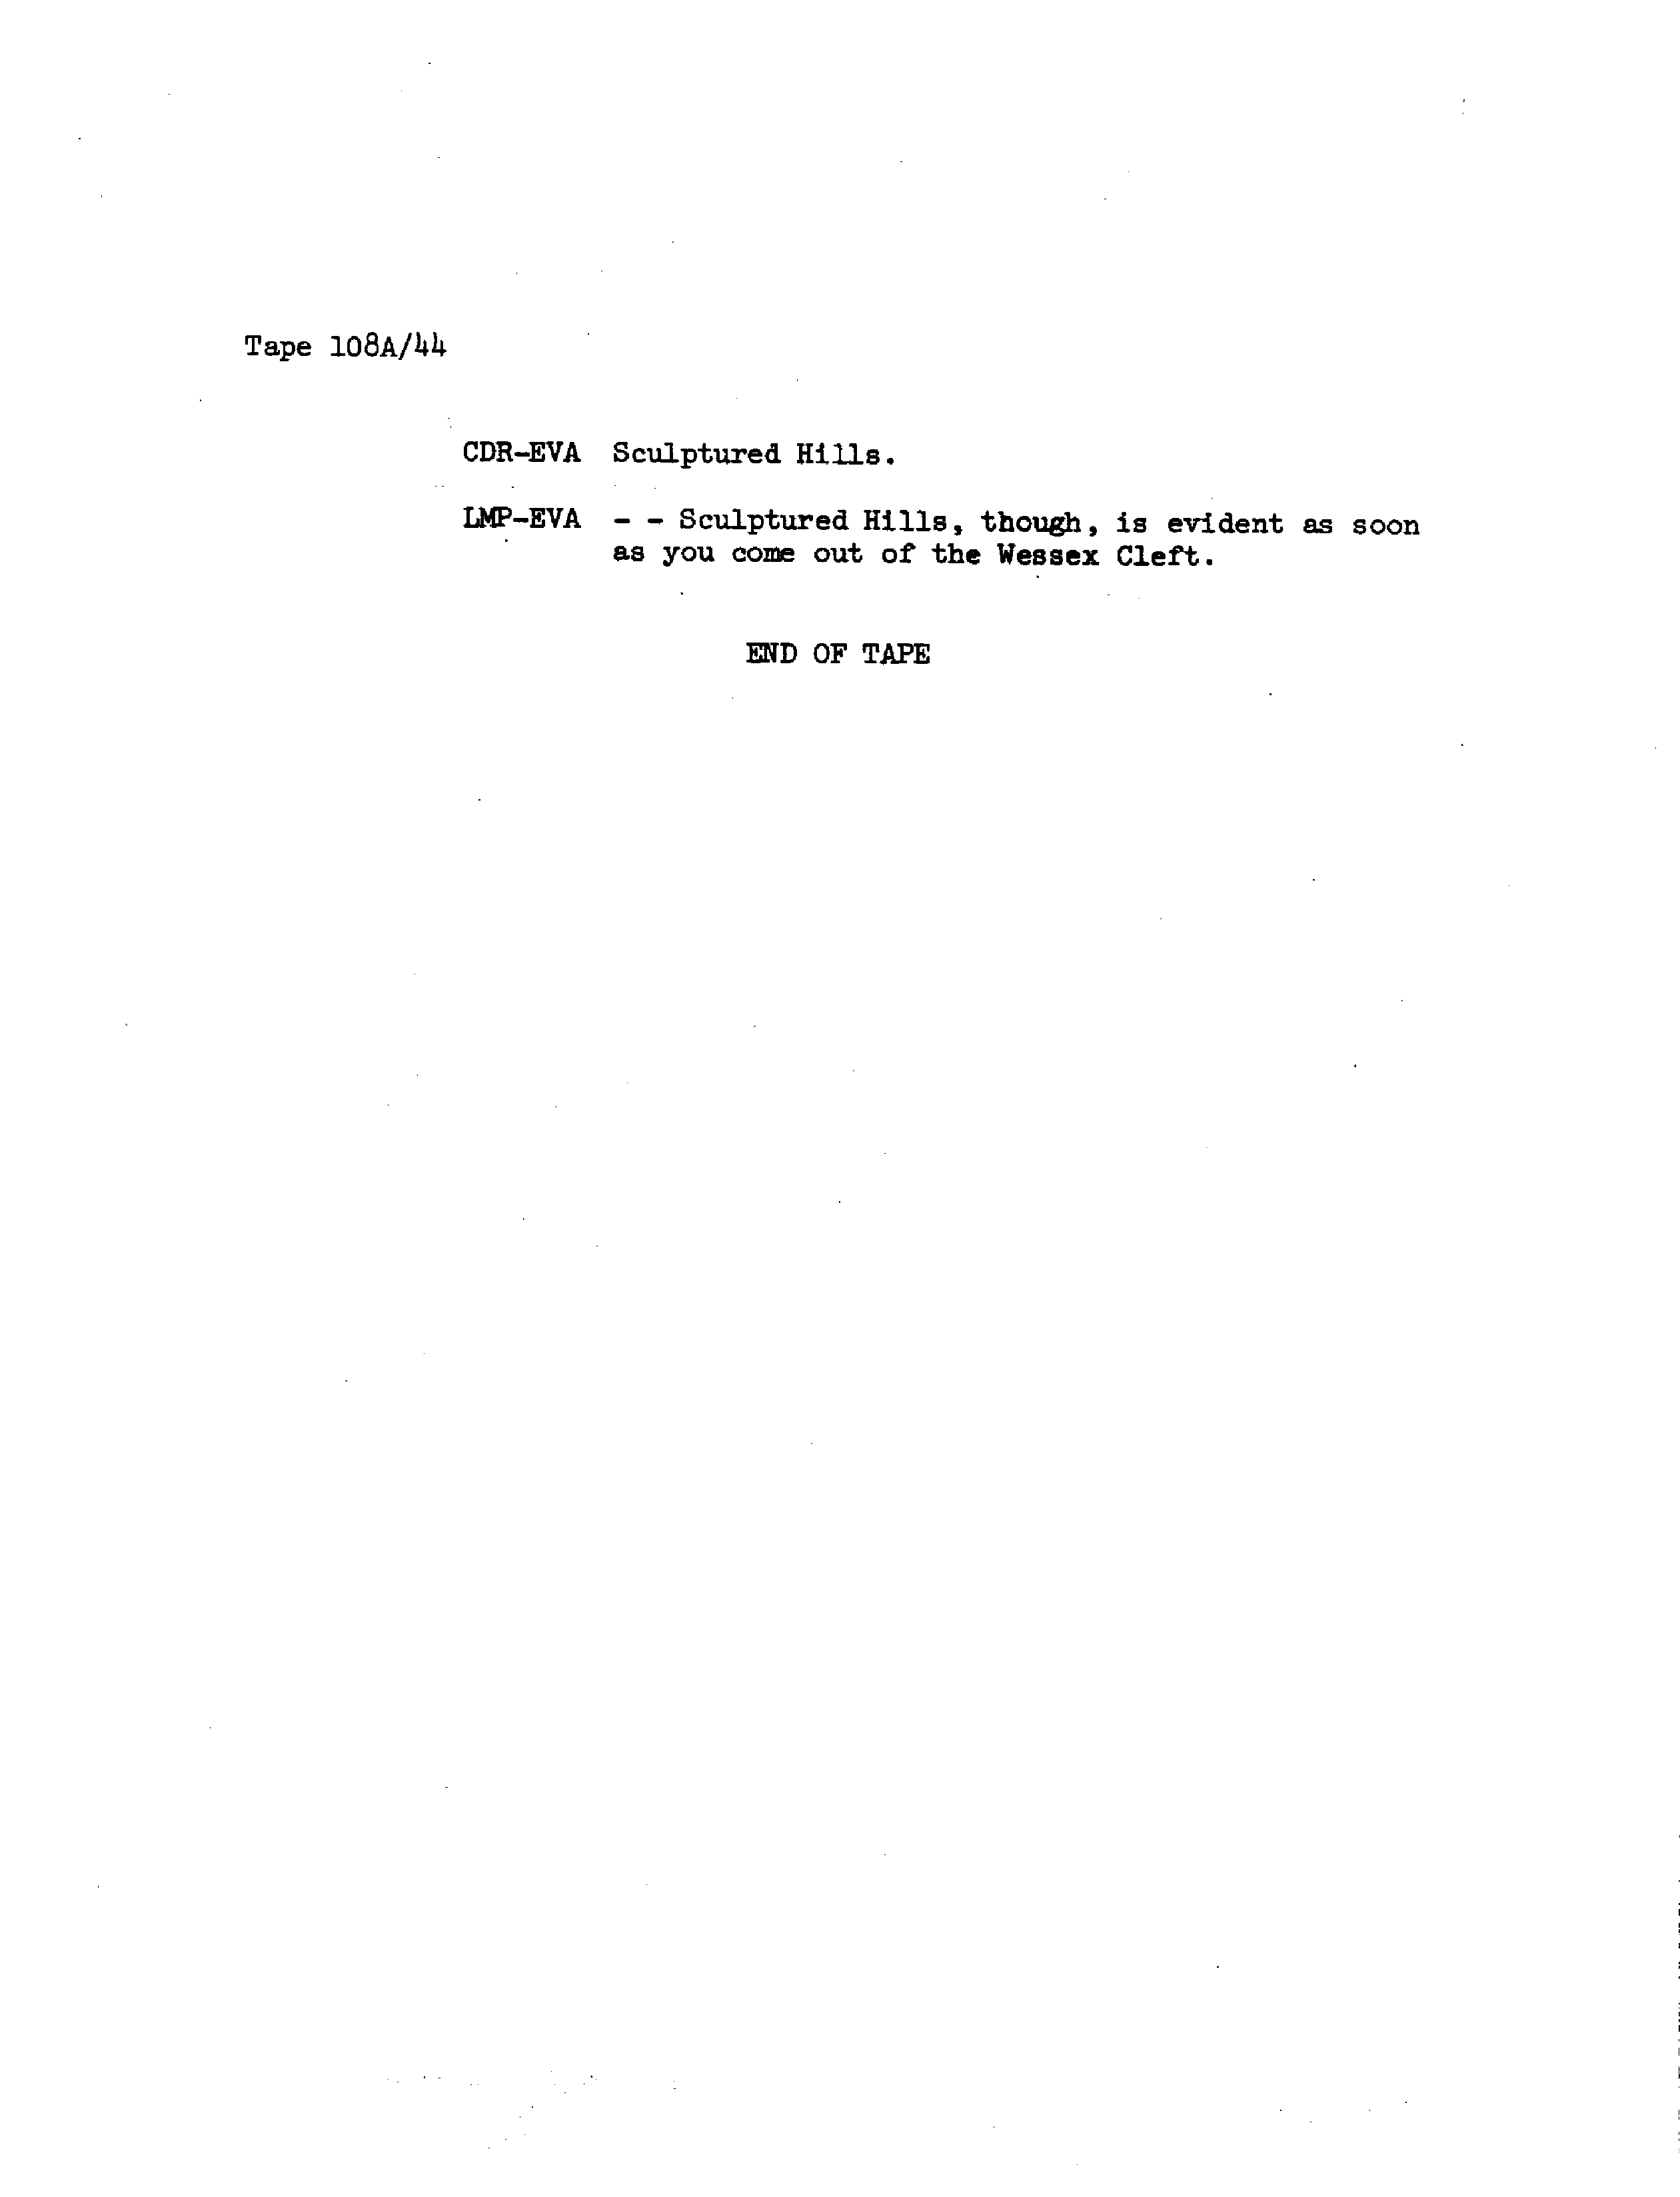 Tape 108A/44
CDR-EVA Sculptured Hills.
LMP-EVA - - Sculptured Hills, though, is evident as soon
as you come out of the Wessex Cleft.
END OF TAPE